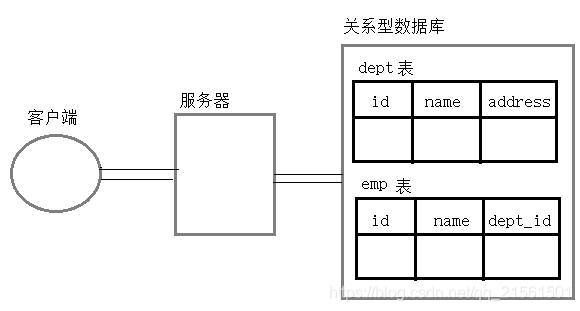 关系型数据库
dept 表
id name address
服务器
客户端
emp 表
id name dept_id
https://blog.csdn.net/qq_21561501